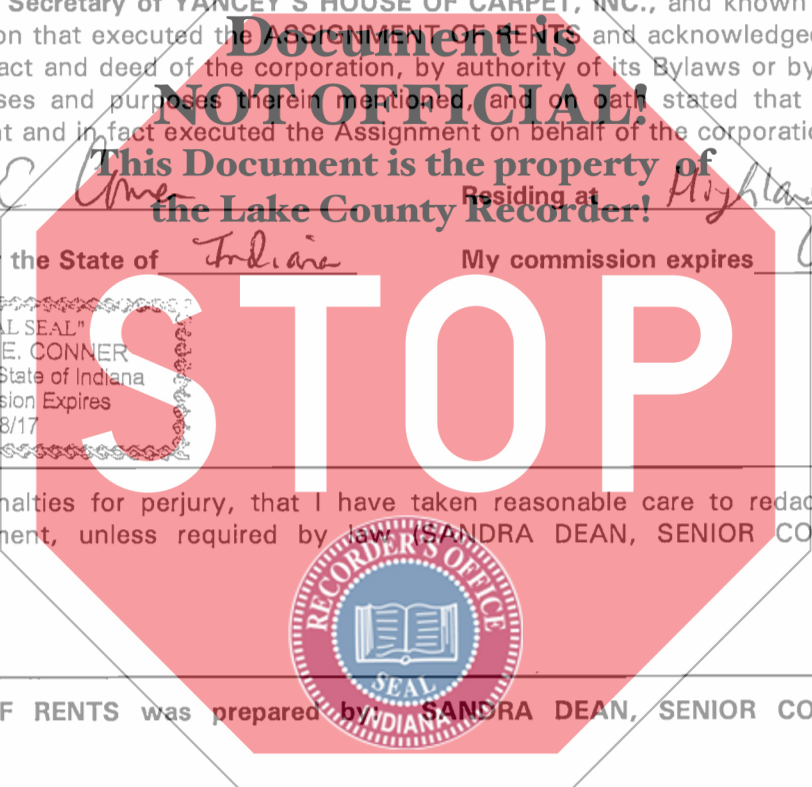 Secretary of YANCEY'S HOUSE OF CARPET, INC., and known
on that executed the ASSIGNMENT OF RENTS and acknowledged
act and deed of the corporation, by authority of its Bylaws or by
ses and purposes therein mentioned, and on oath stated that
t and in fact executed the Assignment on behalf of the corporatio
Document is
NOT OFFICIAL!
This Document is the property of
the Lake County Recorder!
E Conner Residing at Highlan
the State of Indiana My commission expires
STOP
AL SEAL"
E. CONNER
State of Indiana
sion Expires
8/17
nalties for perjury, that I have taken reasonable care to redac
ment, unless required by law (SANDRA DEAN, SENIOR CO
RECORDER'S OFFICE
SEAL
INDIANA
F RENTS was prepared by: SANDRA DEAN, SENIOR CO